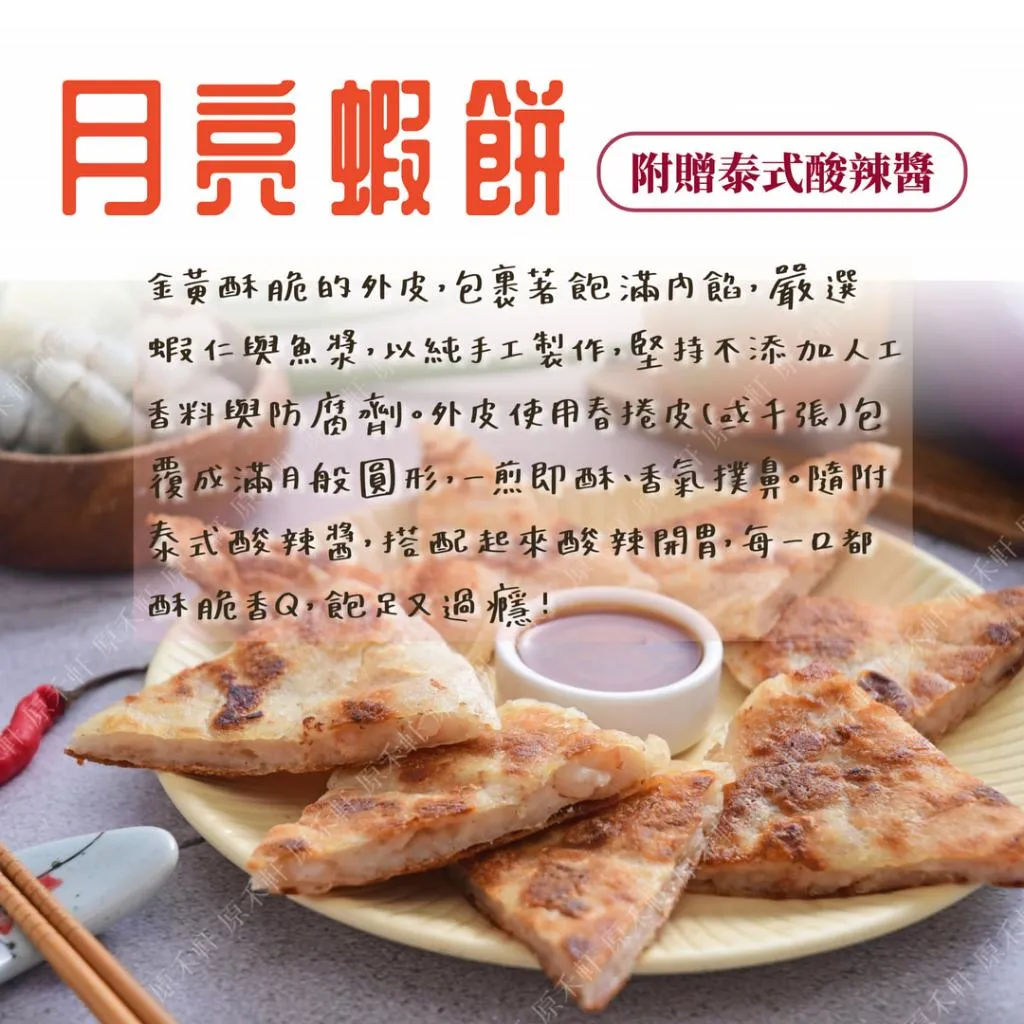 月亮蝦餅
附贈泰式酸辣醬
金黃酥脆的外皮,包裹著飽滿內餡,嚴選
蝦仁與魚漿,以純手工製作,堅持不添加人工
香料與防腐劑。外皮使用春捲皮(或千張)包
覆成滿月般圓形,一煎即酥、香氣撲鼻。隨附
泰式酸辣醬,搭配起來酸辣開胃,每一口都
酥脆香Q,飽足又過癮!
原禾軒